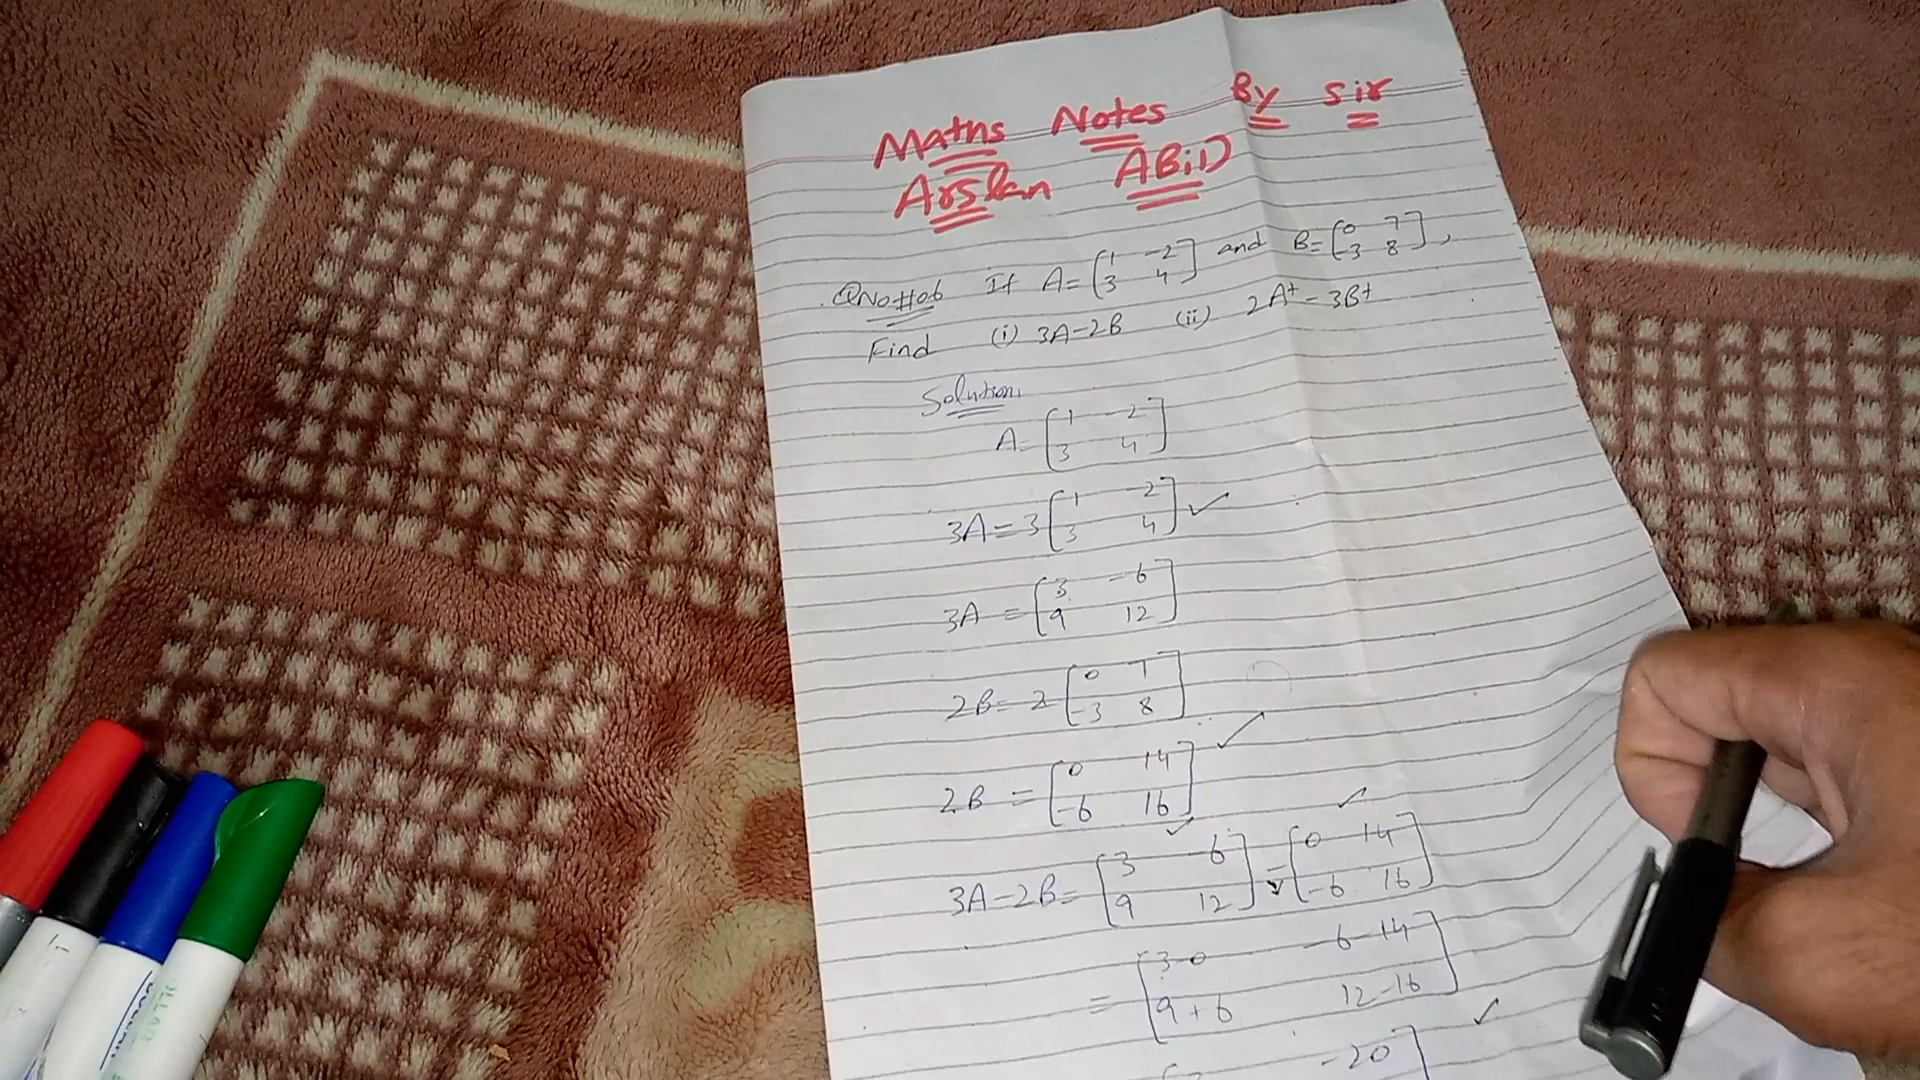 Maths Notes By Sir
Arslan ABiD
QNo#06 If A= [1 -2 3 4] and B= [0 7 -3 8],
Find (i) 3A-2B (ii) 2A^t - 3B^t
Solution.
A= [1 -2 3 4]
3A = 3 [1 -2 3 4] ✓
3A = [3 -6 9 12]
2B = 2 [0 7 -3 8]
2B = [0 14 -6 16] ✓
3A-2B= [3 -6 9 12] - [0 14 -6 16]
= [3-0 -6-14 9+6 12-16]
-20